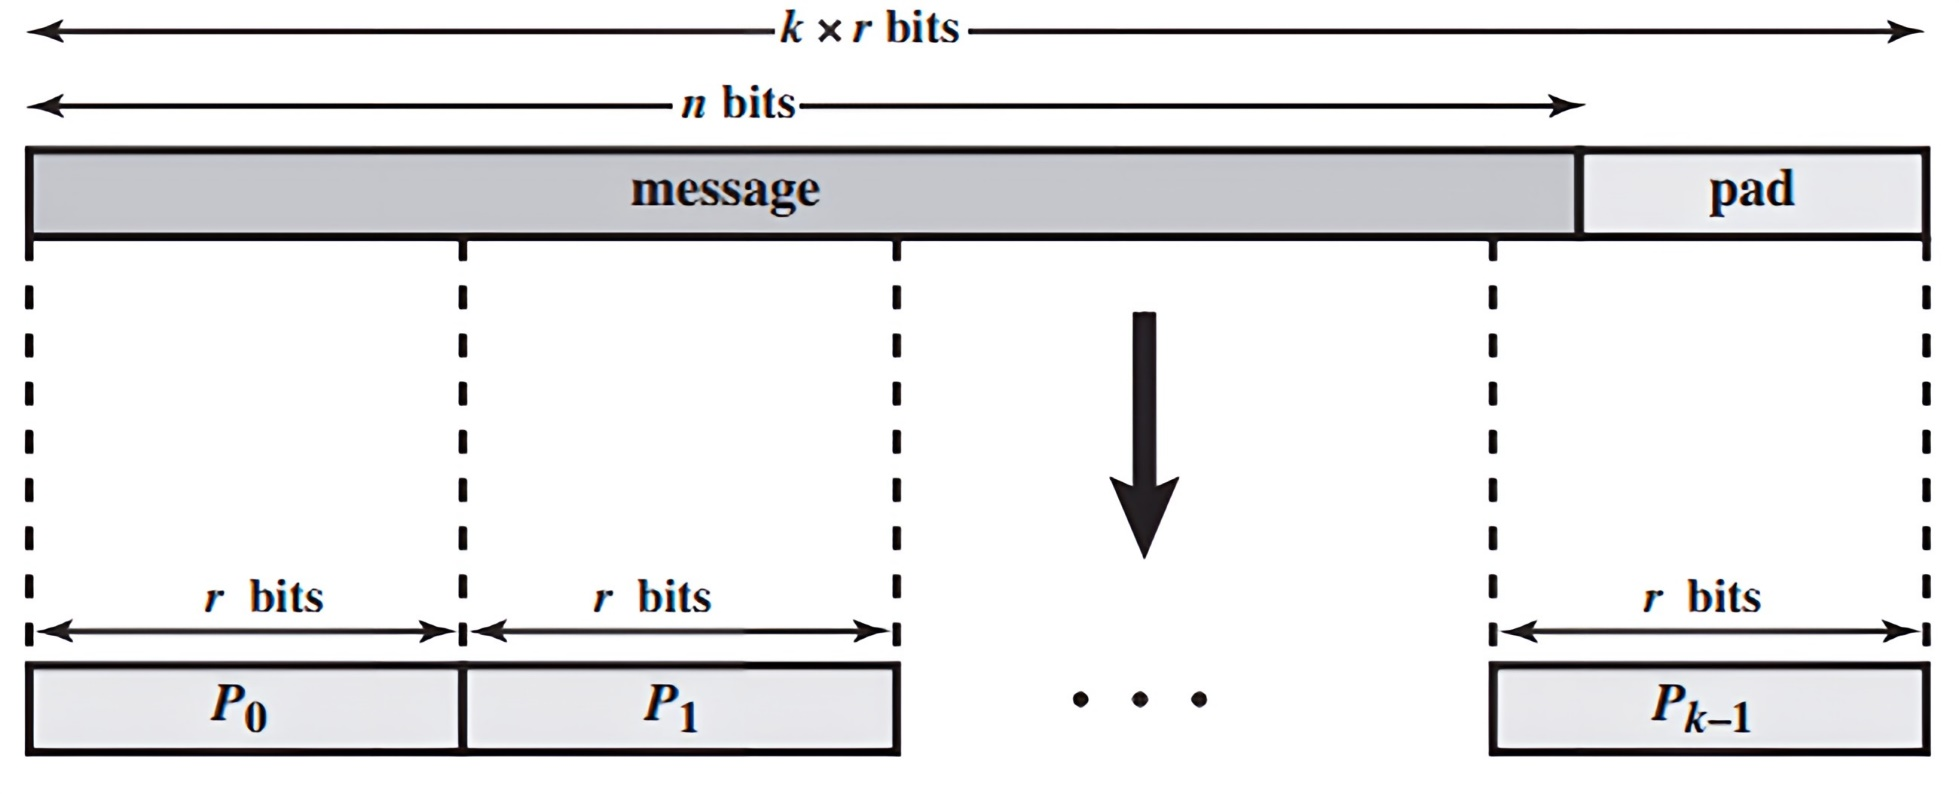 k × r bits
n bits
message pad
r bits r bits r bits
P0 P1 . . . Pk–1